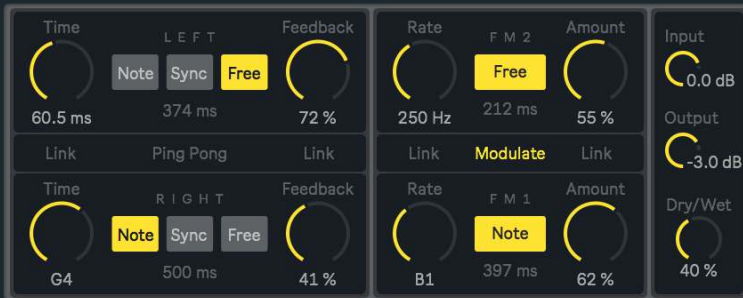 Time LEFT Feedback
Note Sync Free
60.5 ms 374 ms 72 %
Link Ping Pong Link
Time RIGHT Feedback
Note Sync Free
G4 500 ms 41 %
Rate FM2 Amount
Free
250 Hz 212 ms 55 %
Link Modulate Link
Rate FM1 Amount
Note
B1 397 ms 62 %
Input
0.0 dB
Output
-3.0 dB
Dry/Wet
40 %